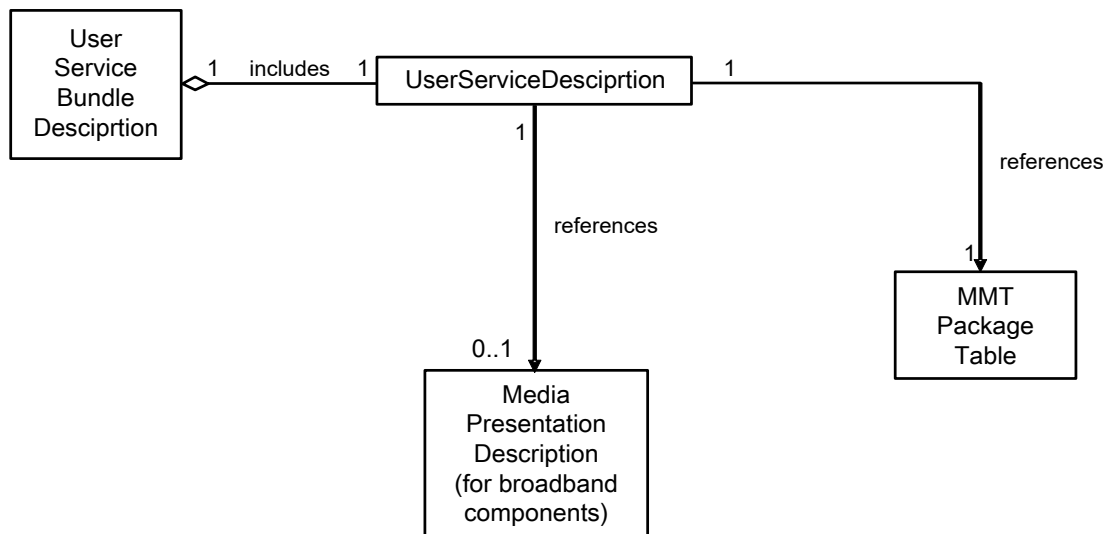 User
Service
Bundle
Desciprtion
1 includes 1
UserServiceDesciprtion
1
1
references
references
1
0..1
MMT
Package
Table
Media
Presentation
Description
(for broadband
components)